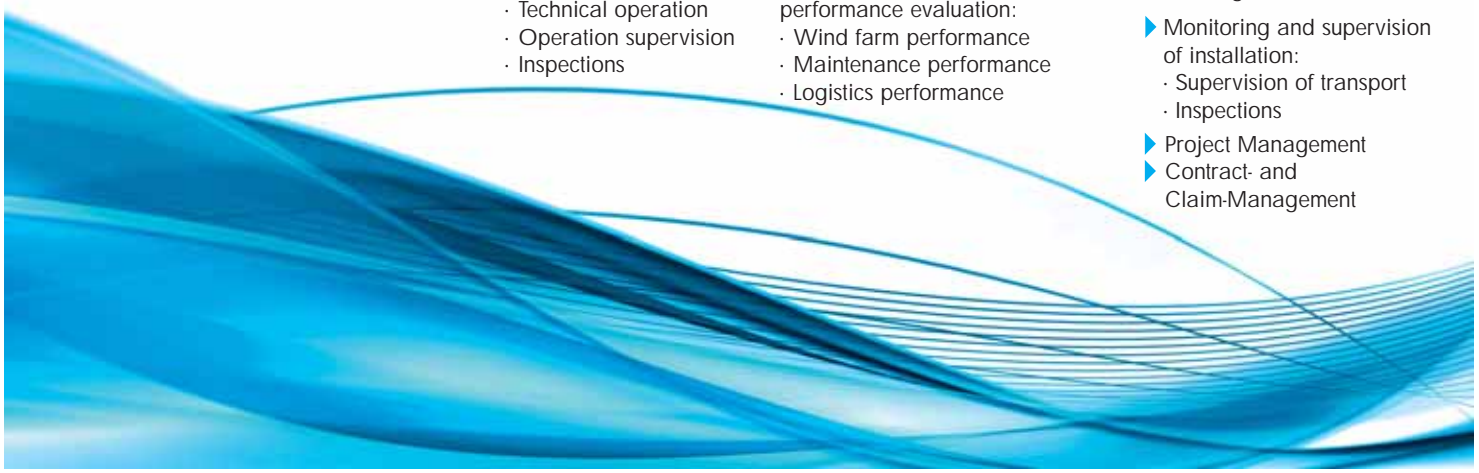 · Technical operation
· Operation supervision
· Inspections
performance evaluation:
· Wind farm performance
· Maintenance performance
· Logistics performance
Monitoring and supervision
of installation:
· Supervision of transport
· Inspections
Project Management
Contract- and
Claim-Management